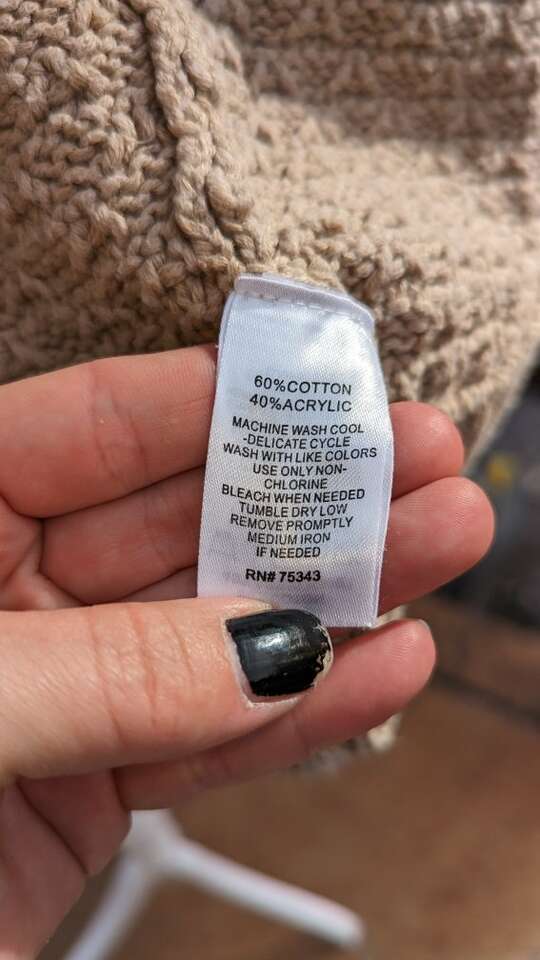 60%COTTON
40%ACRYLIC
MACHINE WASH COOL
-DELICATE CYCLE
WASH WITH LIKE COLORS
USE ONLY NON-
CHLORINE
BLEACH WHEN NEEDED
TUMBLE DRY LOW
REMOVE PROMPTLY
MEDIUM IRON
IF NEEDED
RN# 75343